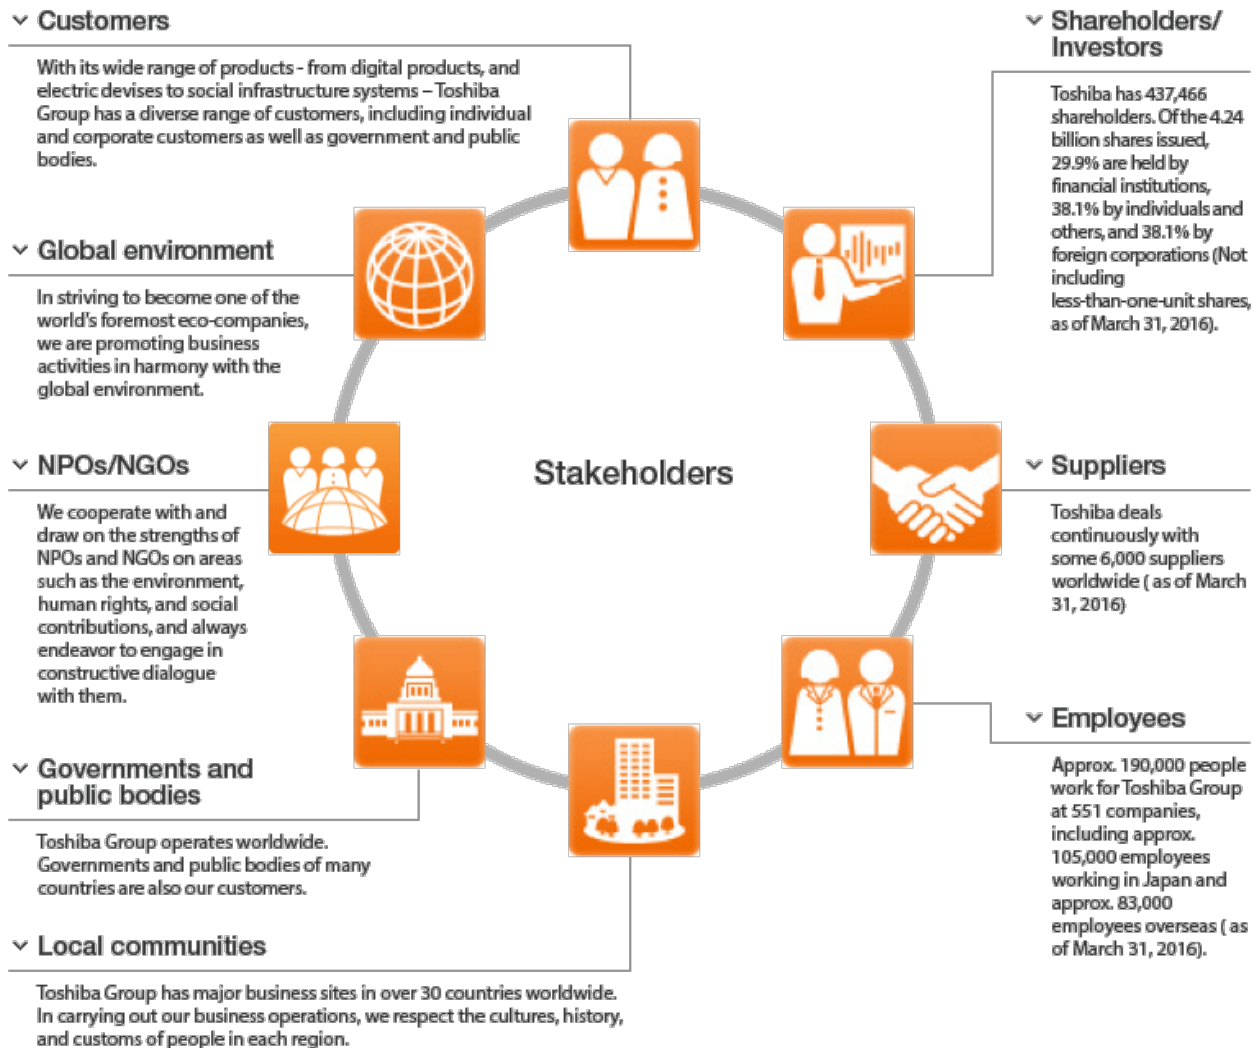 Customers
With its wide range of products - from digital products, and
electric devises to social infrastructure systems – Toshiba
Group has a diverse range of customers, including individual
and corporate customers as well as government and public
bodies.
Shareholders/
Investors
Toshiba has 437,466
shareholders. Of the 4.24
billion shares issued,
29.9% are held by
financial institutions,
38.1% by individuals and
others, and 38.1% by
foreign corporations (Not
including
less-than-one-unit shares,
as of March 31, 2016).
Global environment
In striving to become one of the
world's foremost eco-companies,
we are promoting business
activities in harmony with the
global environment.
NPOs/NGOs
We cooperate with and
draw on the strengths of
NPOs and NGOs on areas
such as the environment,
human rights, and social
contributions, and always
endeavor to engage in
constructive dialogue
with them.
Stakeholders
Suppliers
Toshiba deals
continuously with
some 6,000 suppliers
worldwide ( as of March
31, 2016)
Employees
Approx. 190,000 people
work for Toshiba Group
at 551 companies,
including approx.
105,000 employees
working in Japan and
approx. 83,000
employees overseas ( as
of March 31, 2016).
Governments and
public bodies
Toshiba Group operates worldwide.
Governments and public bodies of many
countries are also our customers.
Local communities
Toshiba Group has major business sites in over 30 countries worldwide.
In carrying out our business operations, we respect the cultures, history,
and customs of people in each region.